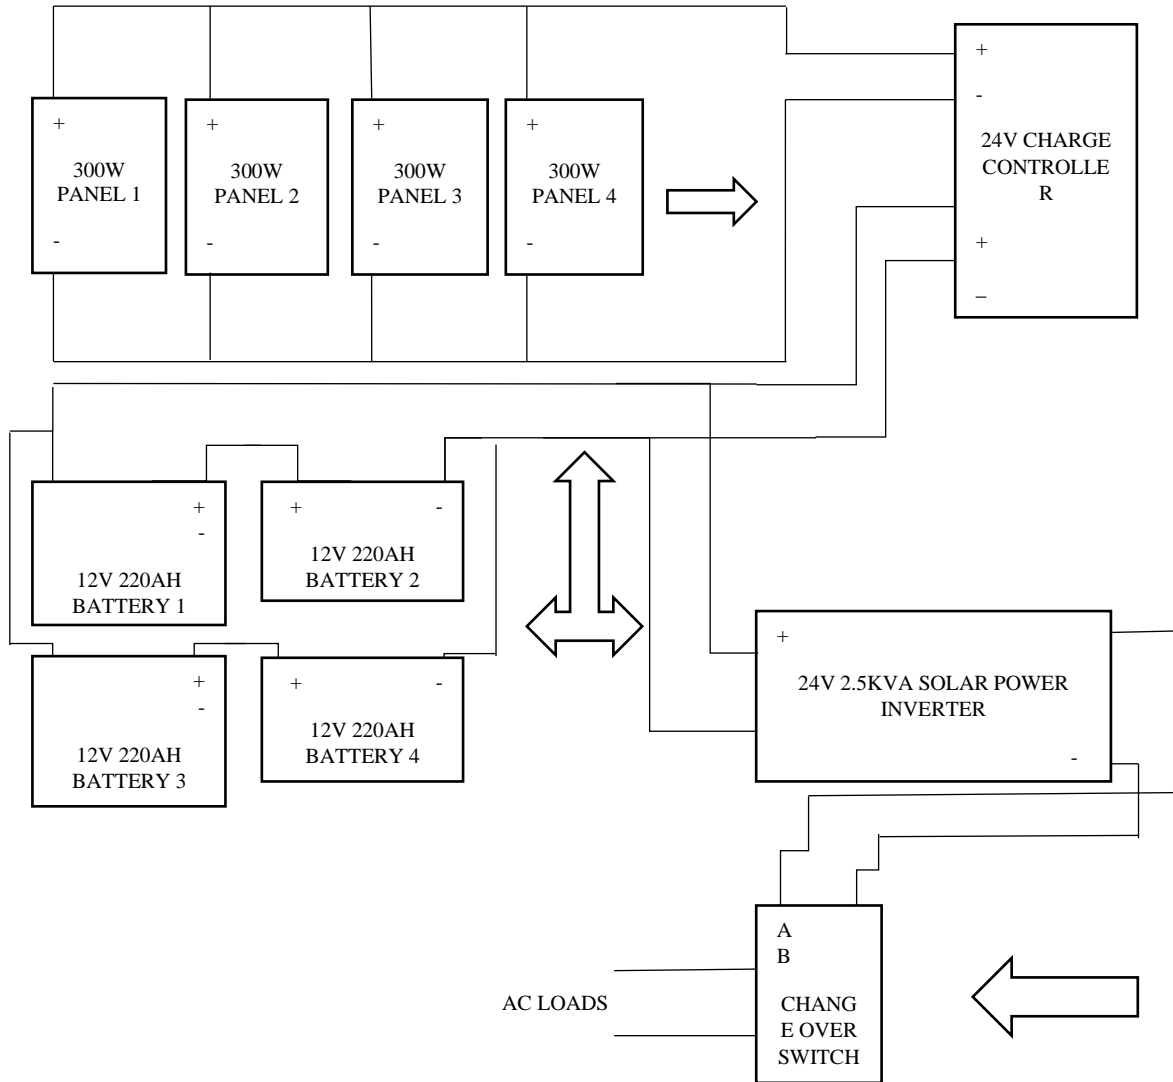 +
-
24V CHARGE
CONTROLLE
R
+
–
+
300W
PANEL 1
-
+
300W
PANEL 2
-
+
300W
PANEL 3
-
+
300W
PANEL 4
-
+
-
12V 220AH
BATTERY 1
+ -
12V 220AH
BATTERY 2
+
-
12V 220AH
BATTERY 3
+ -
12V 220AH
BATTERY 4
+
24V 2.5KVA SOLAR POWER
INVERTER
-
A
B
CHANG
E OVER
SWITCH
AC LOADS